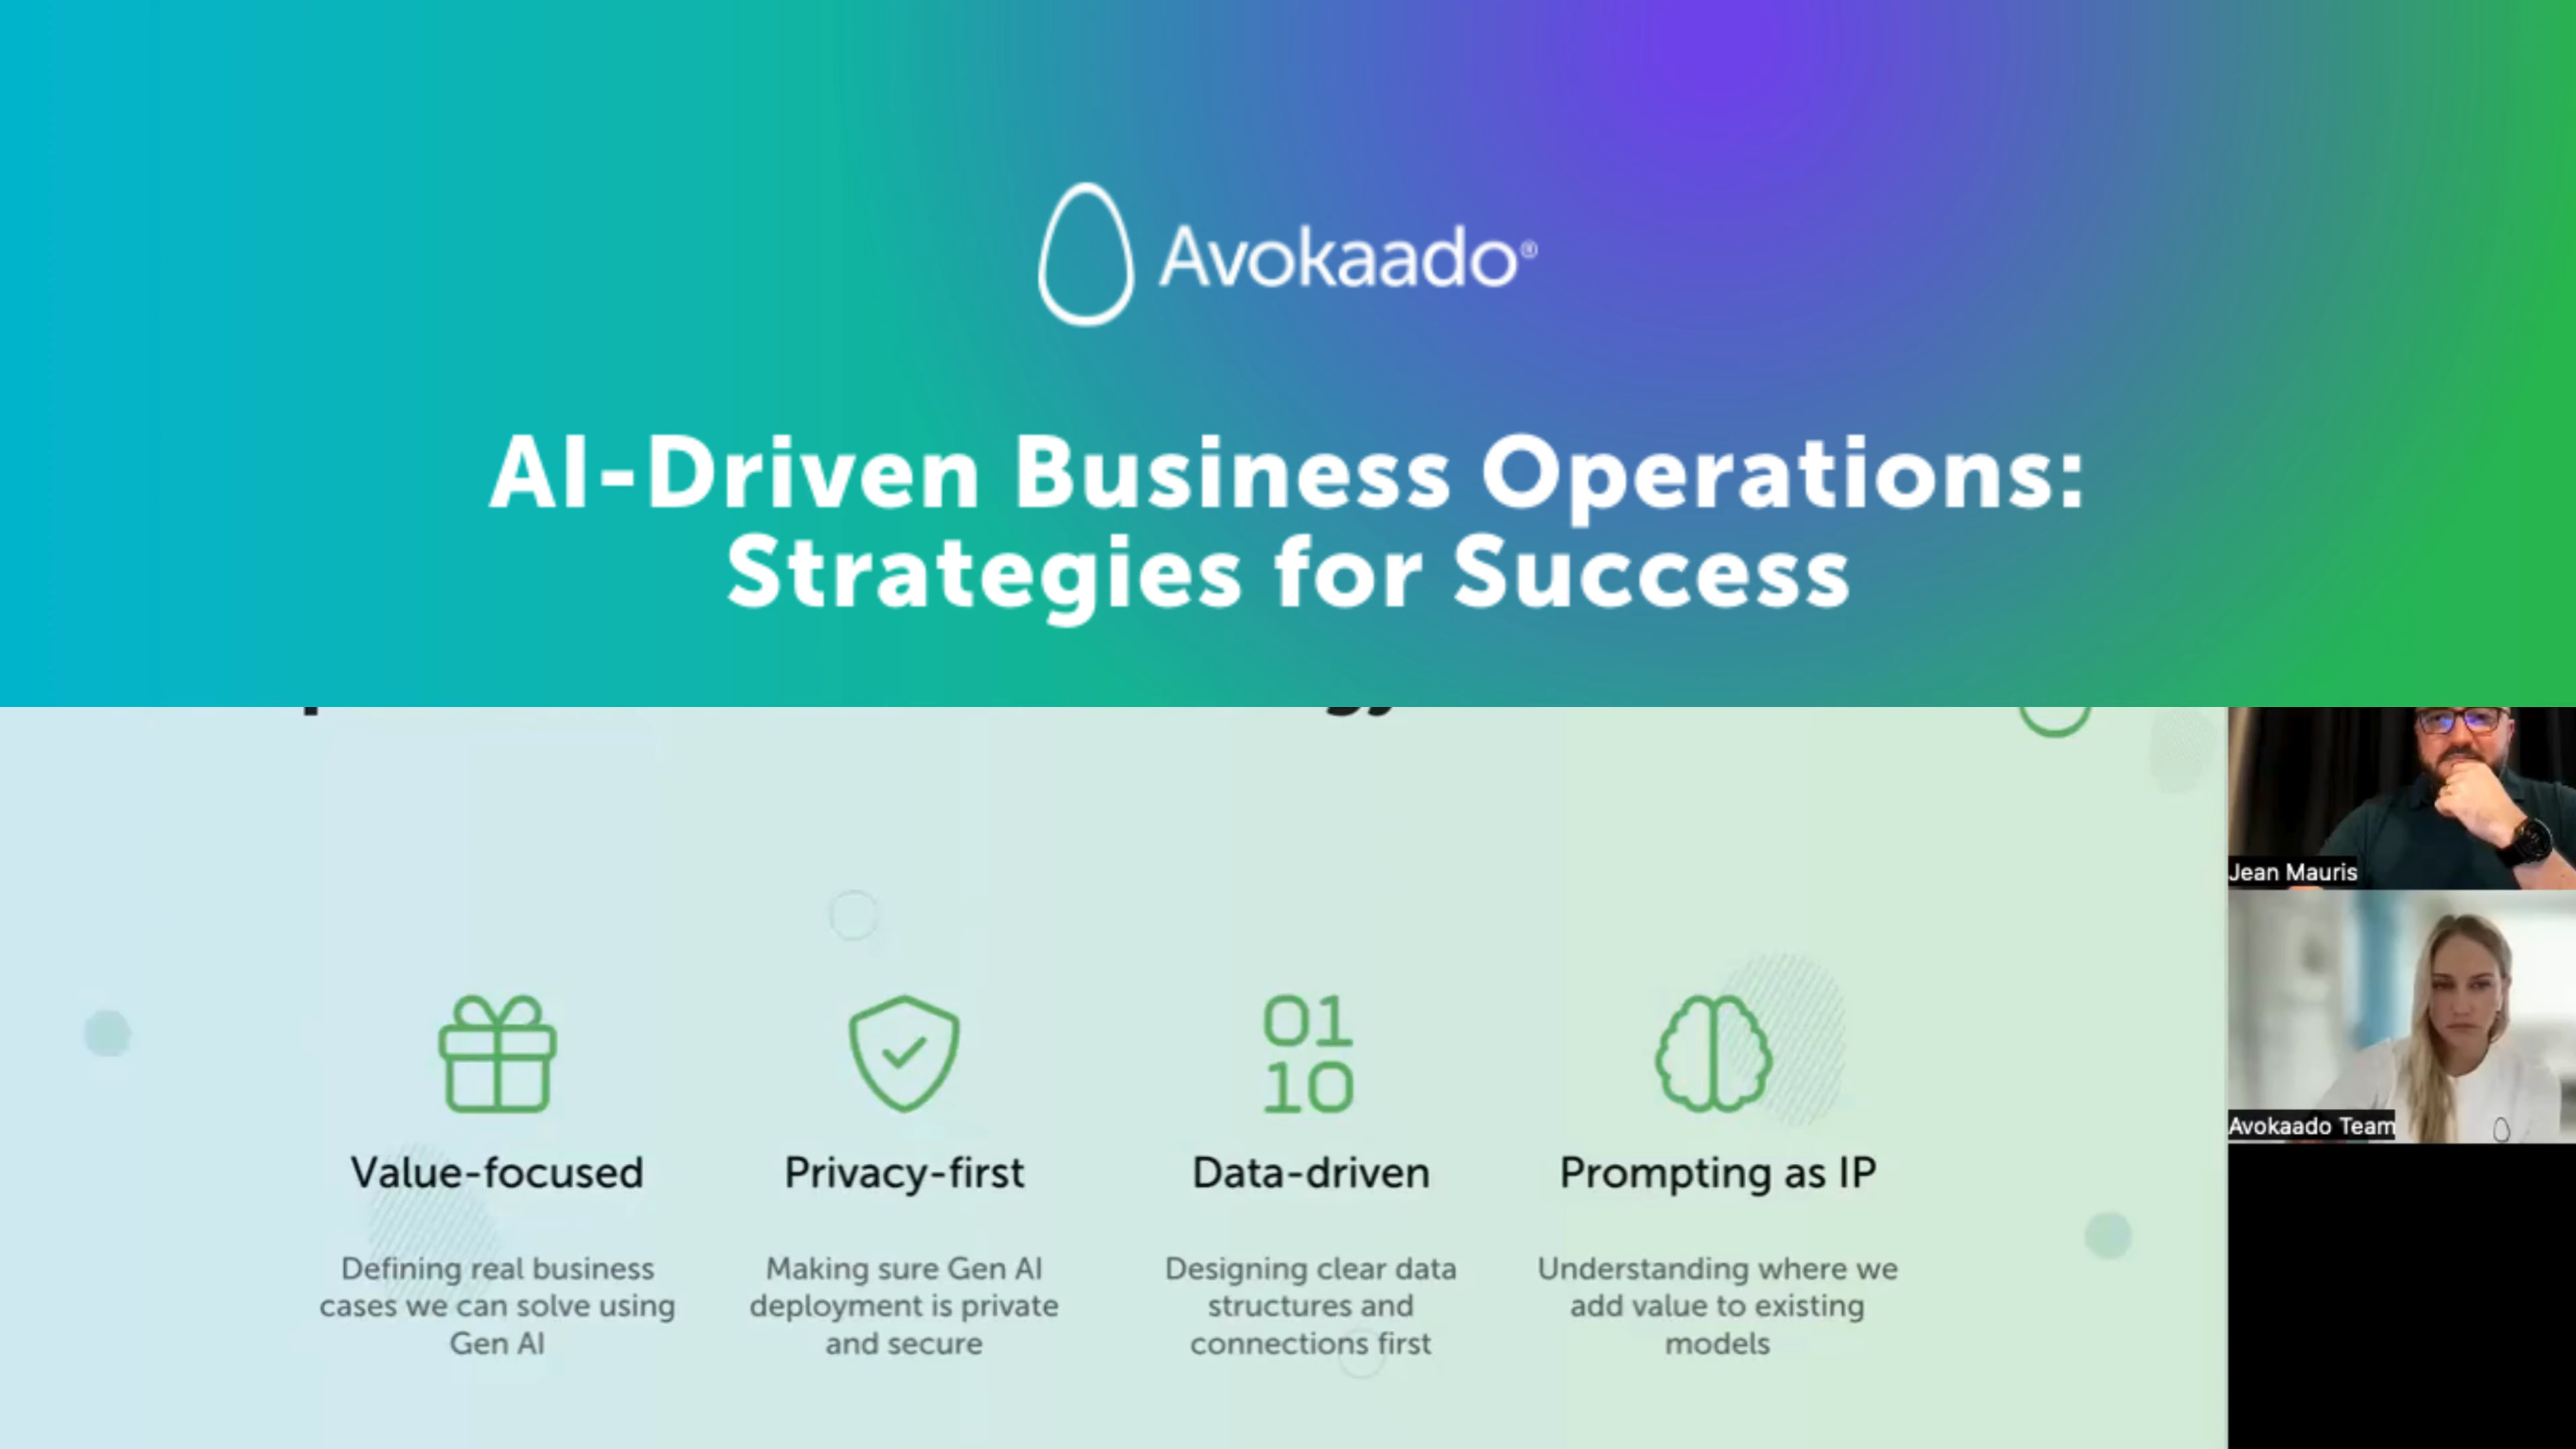 Avokaado®
AI-Driven Business Operations:
Strategies for Success
Jean Mauris
Avokaado Team
01
10
Value-focused
Privacy-first
Data-driven
Prompting as IP
Defining real business
cases we can solve using
Gen AI
Making sure Gen AI
deployment is private
and secure
Designing clear data
structures and
connections first
Understanding where we
add value to existing
models